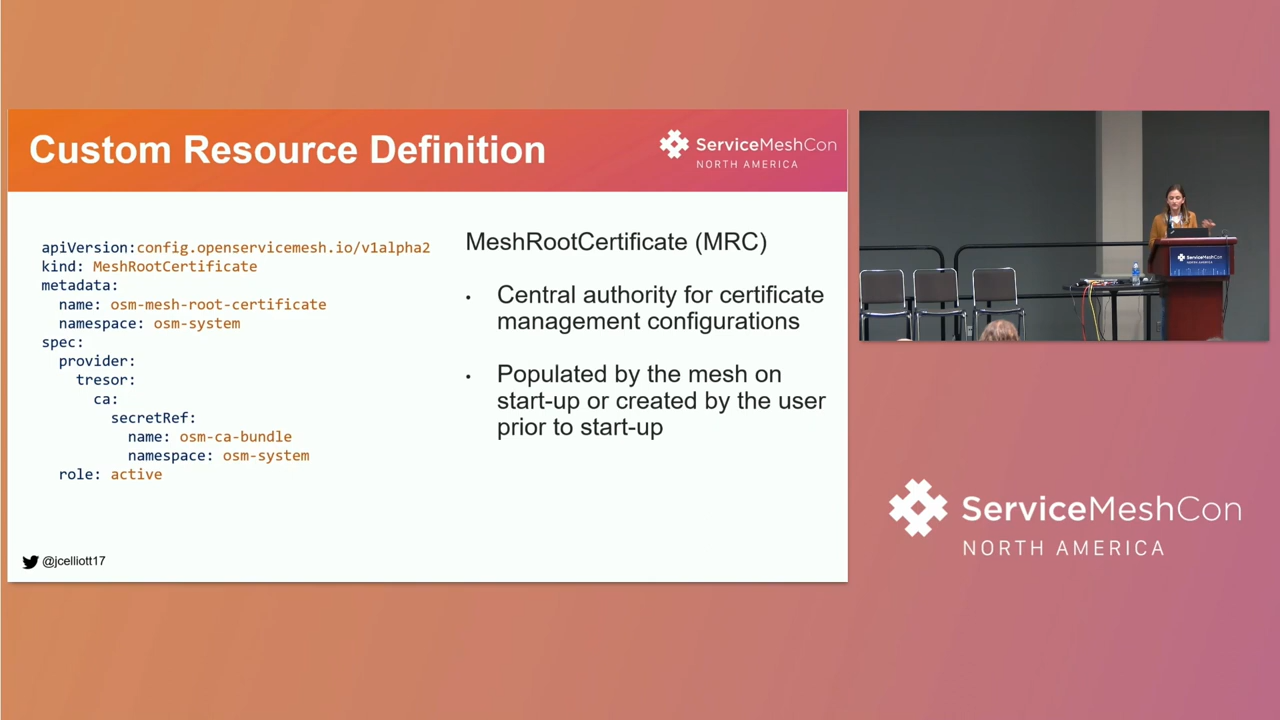 Custom Resource Definition
ServiceMeshCon
NORTH AMERICA
apiVersion:config.openservicemesh.io/v1alpha2
kind: MeshRootCertificate
metadata:
name: osm-mesh-root-certificate
namespace: osm-system
spec:
provider:
tresor:
ca:
secretRef:
name: osm-ca-bundle
namespace: osm-system
role: active
MeshRootCertificate (MRC)
• Central authority for certificate
management configurations
• Populated by the mesh on
start-up or created by the user
prior to start-up
@jcelliott17
ServiceMeshCon
ServiceMeshCon
NORTH AMERICA